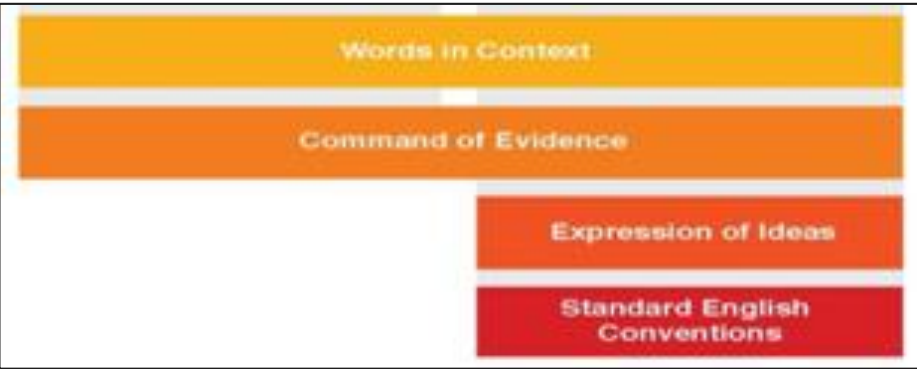 Words in Context
Command of Evidence
Expression of Ideas
Standard English
Conventions